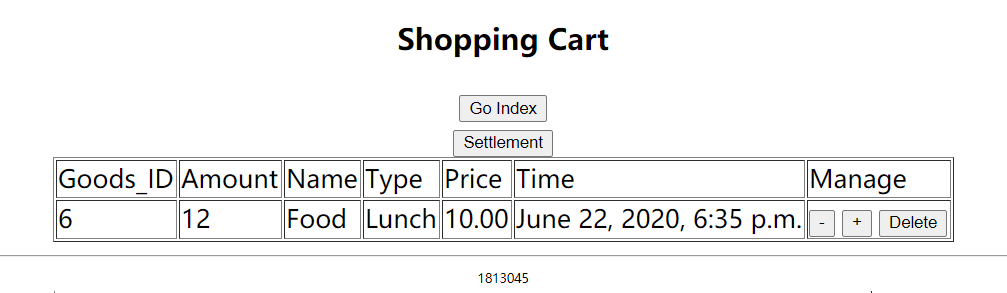 Shopping Cart
Go Index
Settlement
Goods_ID Amount Name Type Price Time Manage
6 12 Food Lunch 10.00 June 22, 2020, 6:35 p.m. - + Delete
1813045